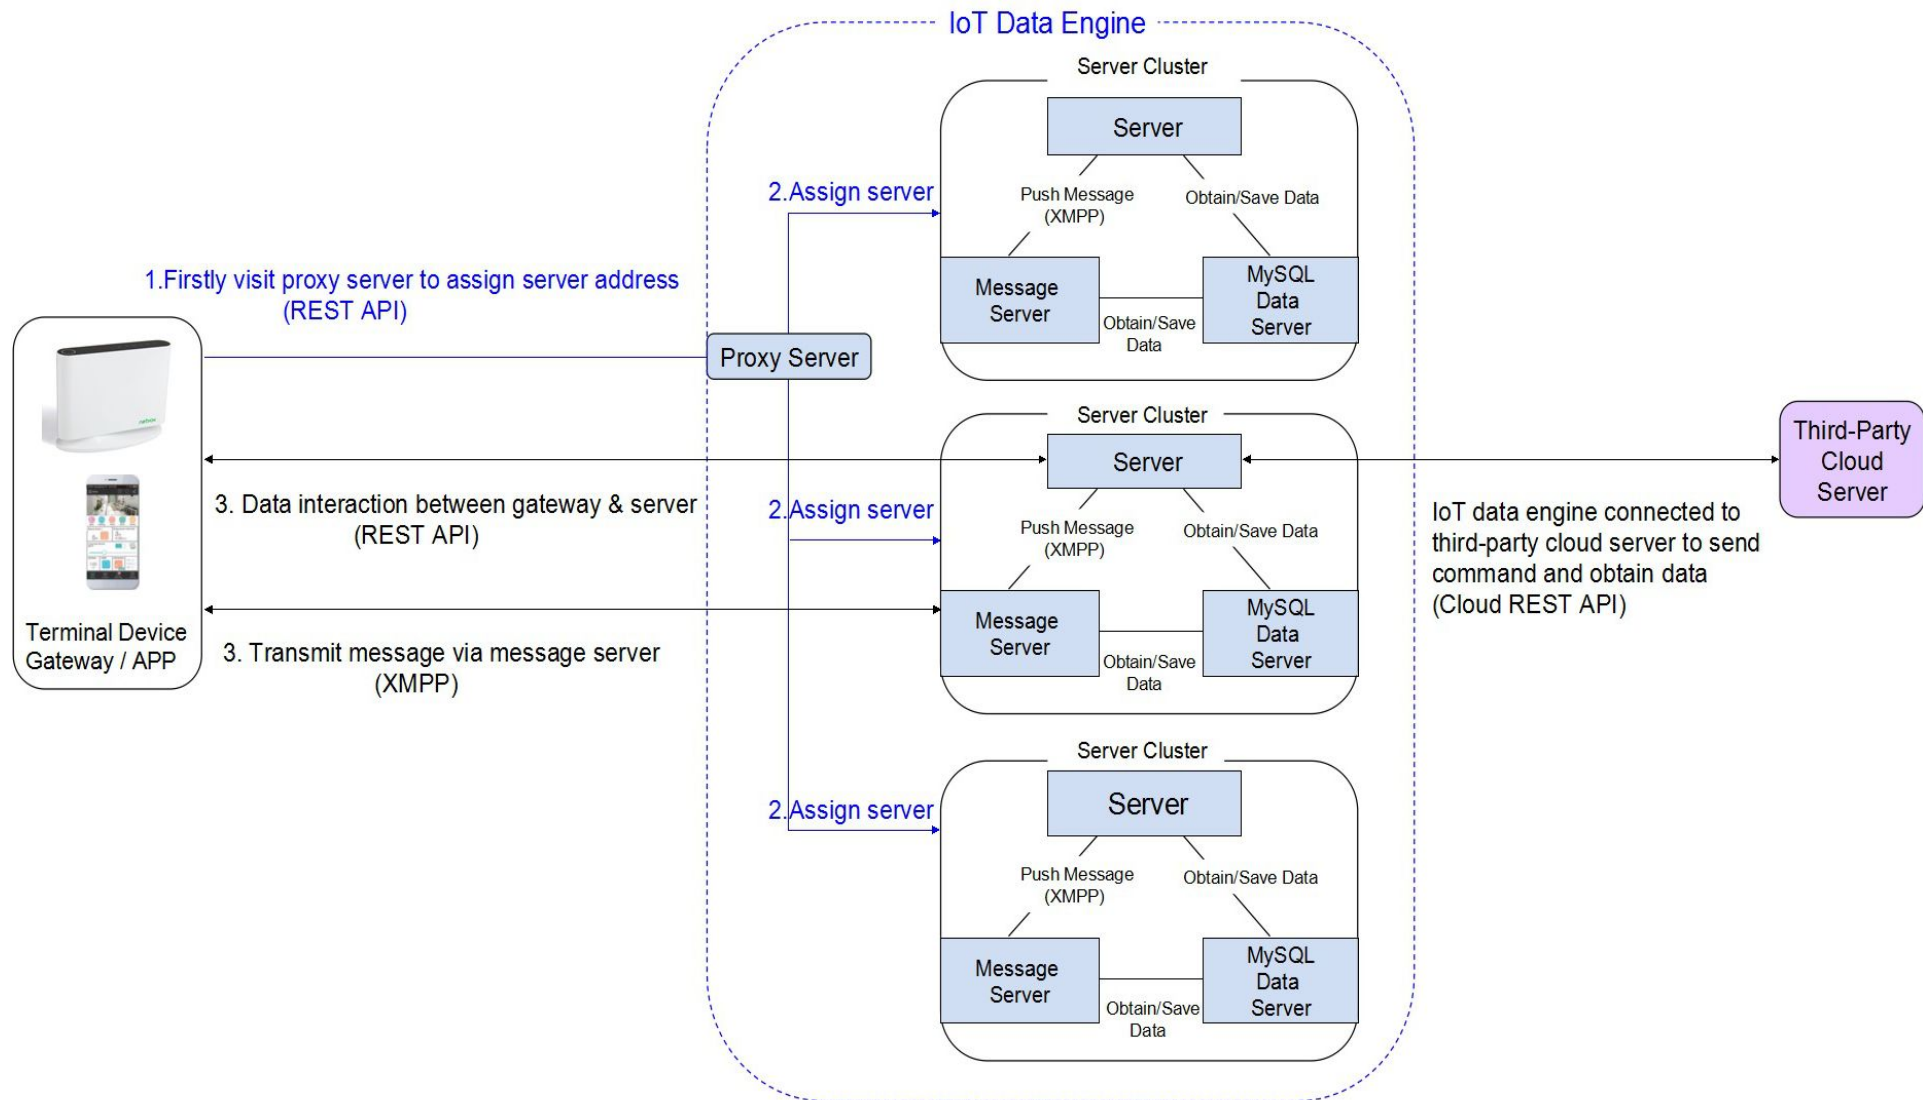 IoT Data Engine
Server Cluster
Server
2.Assign server
Push Message
(XMPP)
Obtain/Save Data
Message
Server
MySQL
Data
Server
Obtain/Save
Data
1.Firstly visit proxy server to assign server address
(REST API)
Proxy Server
Server Cluster
Server
3. Data interaction between gateway & server
(REST API)
2.Assign server
Push Message
(XMPP)
Obtain/Save Data
Message
Server
MySQL
Data
Server
Obtain/Save
Data
Third-Party
Cloud
Server
IoT data engine connected to
third-party cloud server to send
command and obtain data
(Cloud REST API)
Terminal Device
Gateway / APP
3. Transmit message via message server
(XMPP)
Server Cluster
Server
2.Assign server
Push Message
(XMPP)
Obtain/Save Data
Message
Server
MySQL
Data
Server
Obtain/Save
Data